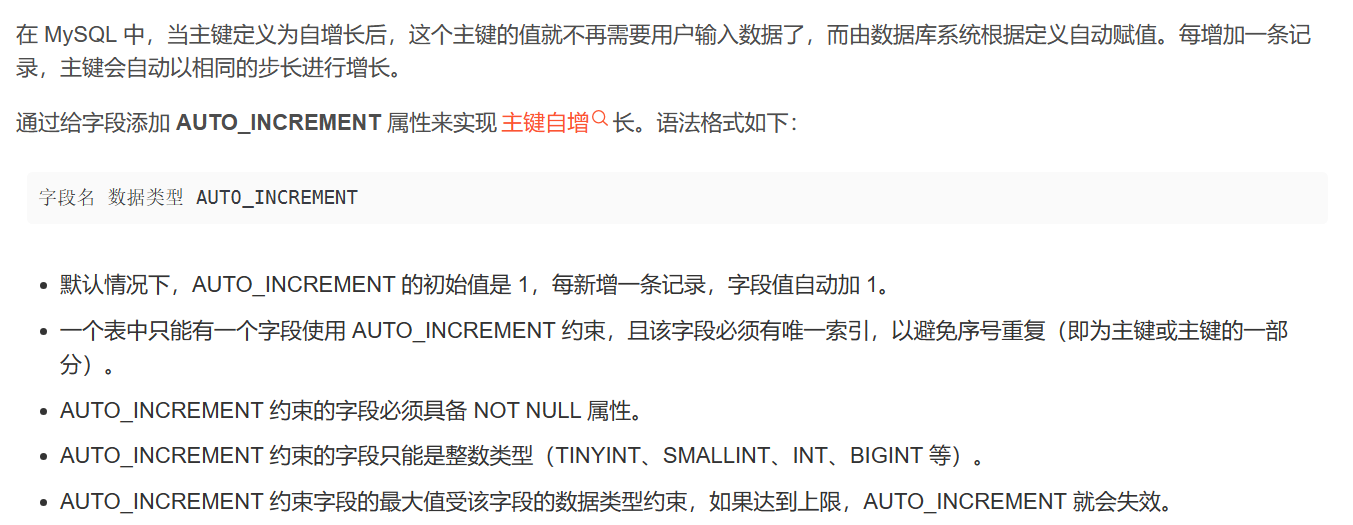 在 MySQL 中，当主键定义为自增长后，这个主键的值就不再需要用户输入数据了，而由数据库系统根据定义自动赋值。每增加一条记
录，主键会自动以相同的步长进行增长。
通过给字段添加 AUTO_INCREMENT 属性来实现 主键自增 长。语法格式如下：
字段名 数据类型 AUTO_INCREMENT
• 默认情况下，AUTO_INCREMENT 的初始值是 1，每新增一条记录，字段值自动加 1。
• 一个表中只能有一个字段使用 AUTO_INCREMENT 约束，且该字段必须有唯一索引，以避免序号重复（即为主键或主键的一部
分）。
• AUTO_INCREMENT 约束的字段必须具备 NOT NULL 属性。
• AUTO_INCREMENT 约束的字段只能是整数类型（TINYINT、SMALLINT、INT、BIGINT 等）。
• AUTO_INCREMENT 约束字段的最大值受该字段的数据类型约束，如果达到上限，AUTO_INCREMENT 就会失效。